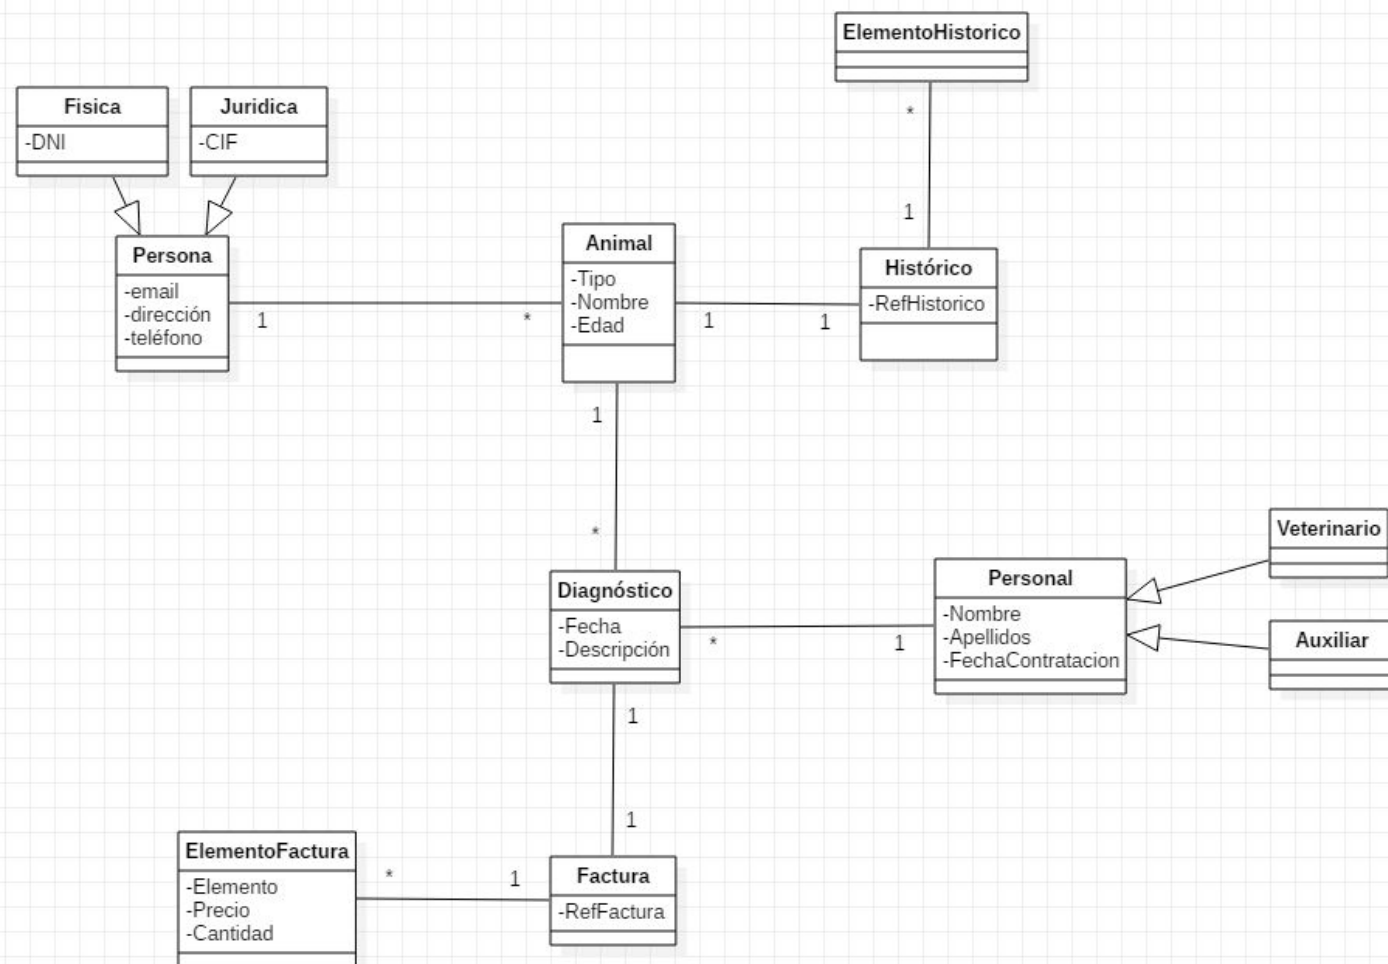 ElementoHistorico
*
1
Fisica
-DNI
Juridica
-CIF
Persona
-email
-dirección
-teléfono
1
*
Animal
-Tipo
-Nombre
-Edad
1
1
Histórico
-RefHistorico
1
*
Diagnóstico
-Fecha
-Descripción
*
1
Personal
-Nombre
-Apellidos
-FechaContratacion
Veterinario
Auxiliar
1
1
ElementoFactura
-Elemento
-Precio
-Cantidad
*
1
Factura
-RefFactura